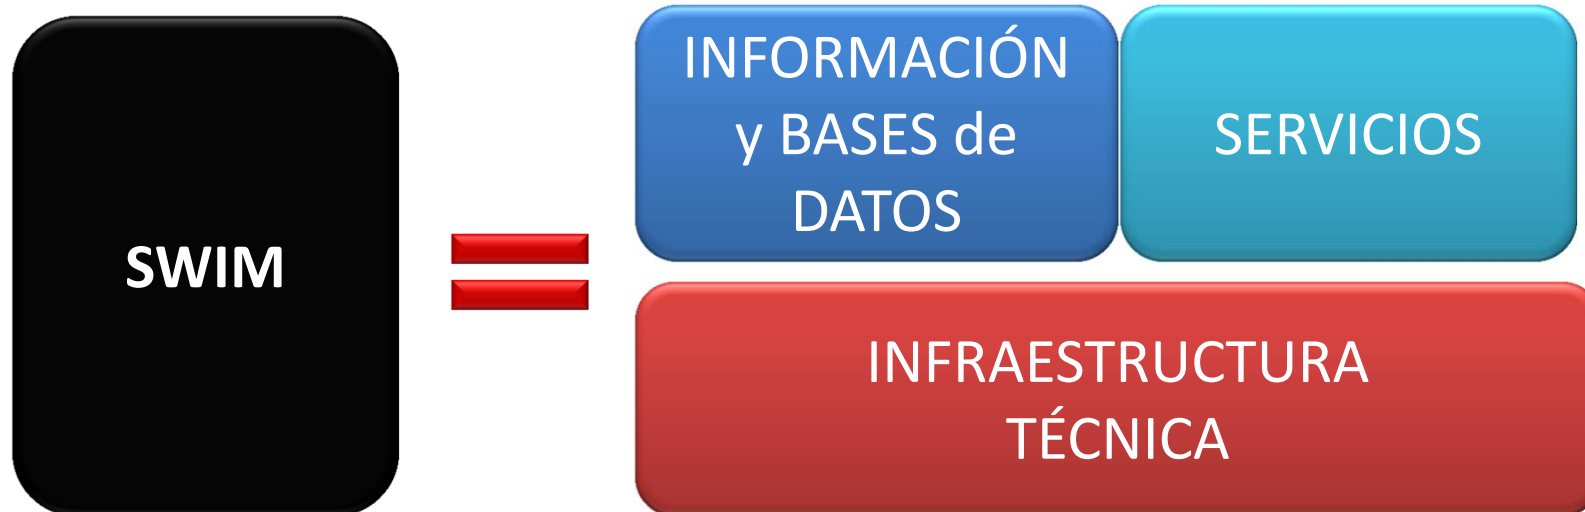 SWIM
INFORMACIÓN
y BASES de
DATOS
SERVICIOS
INFRAESTRUCTURA
TÉCNICA